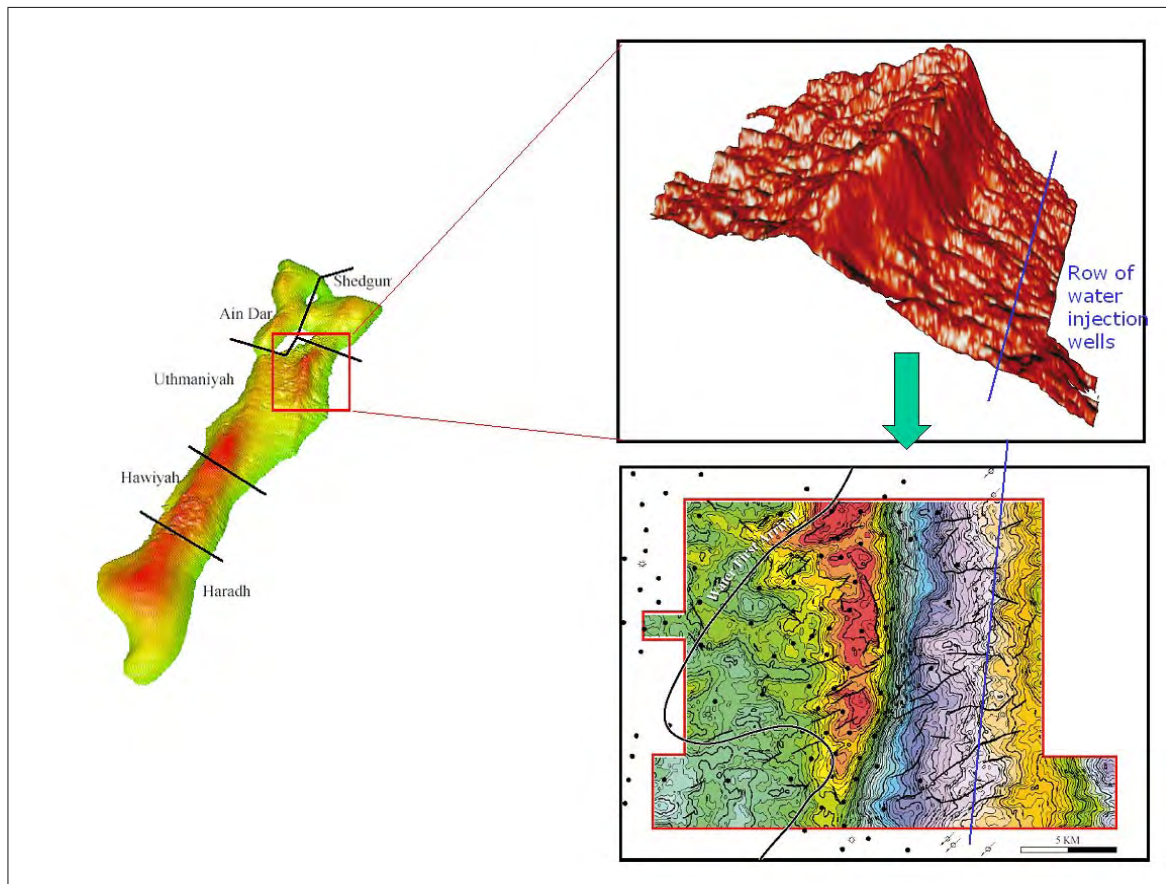 Shedgum
Ain Dar
Uthmaniyah
Hawiyah
Haradh
Row of
water
injection
wells
Water First Arrival
5 KM